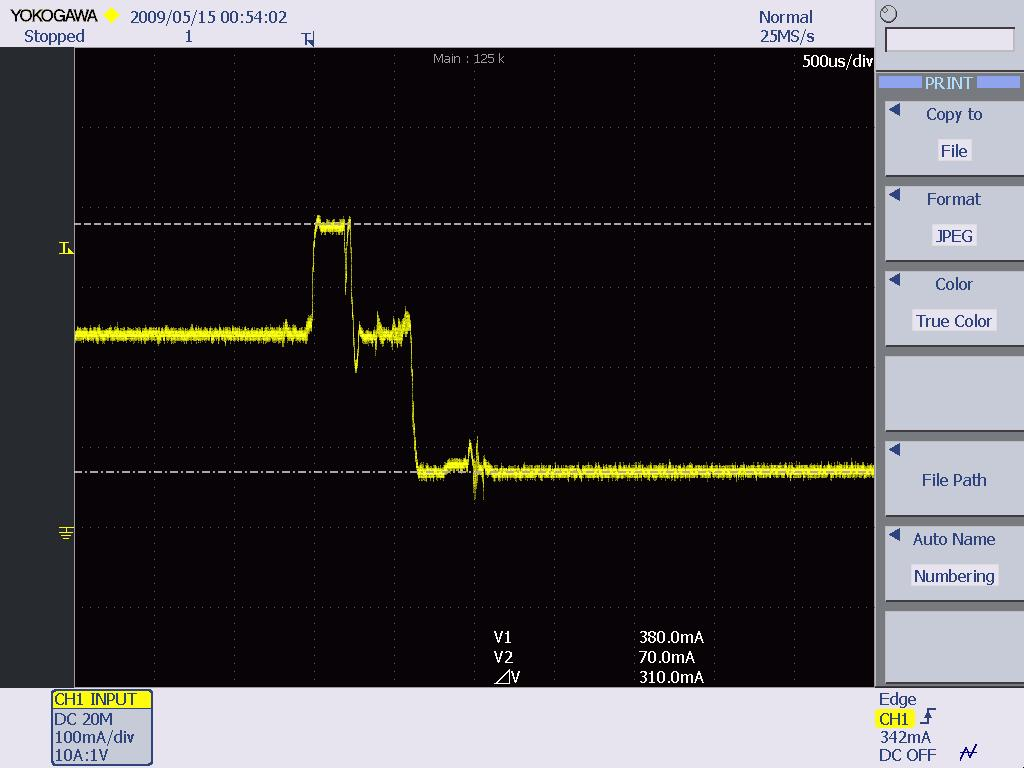 YOKOGAWA 2009/05/15 00:54:02 Normal
Stopped 1 T 25MS/s
Main : 125 k 500us/div
PRINT
Copy to
File
Format
JPEG
Color
True Color
T
File Path
Auto Name
Numbering
V1 380.0mA
V2 70.0mA
⊿V 310.0mA
CH1 INPUT
DC 20M
100mA/div
10A:1V
Edge
CH1
342mA
DC OFF